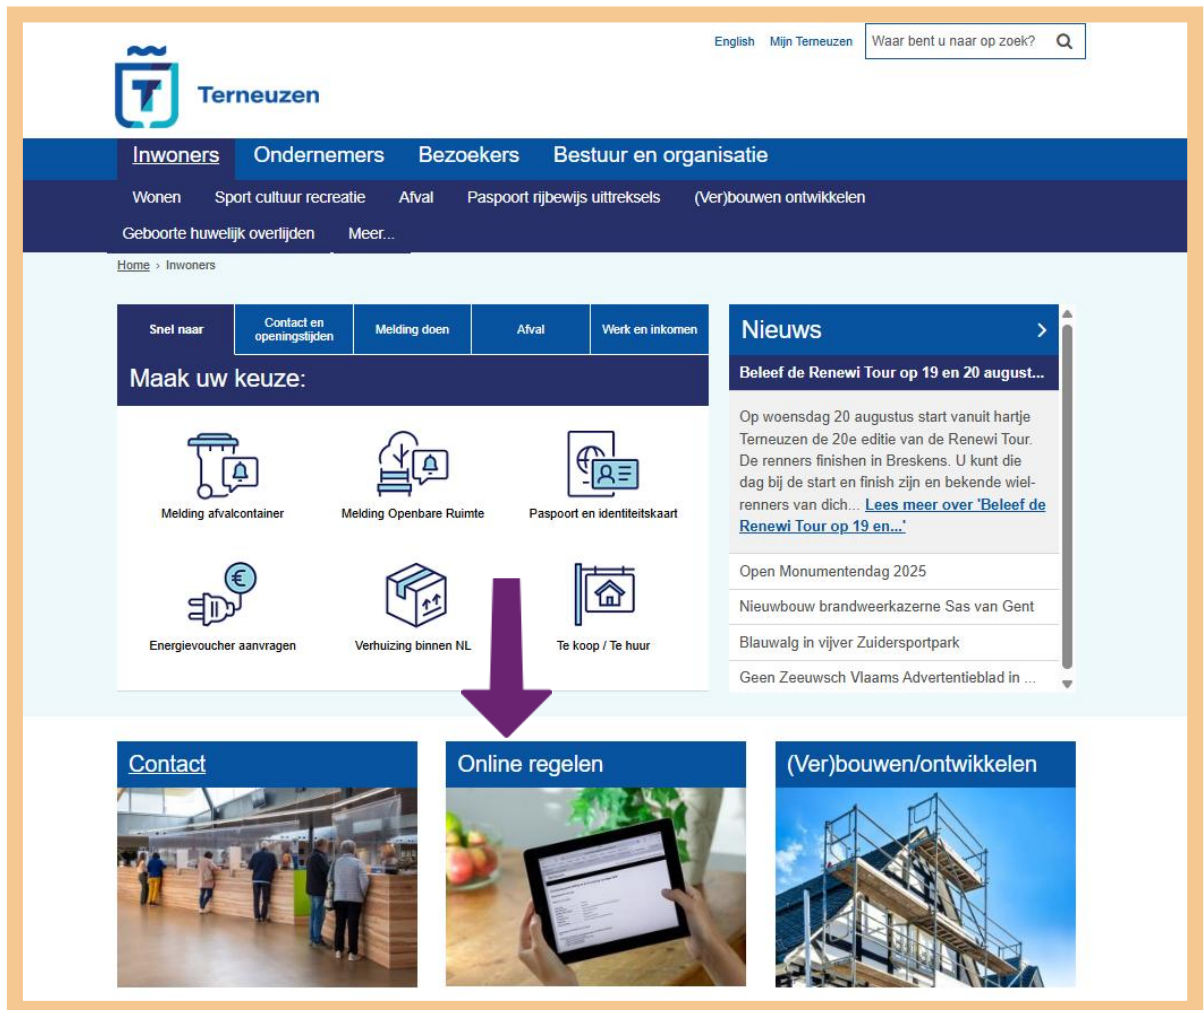 English Mijn Terneuzen Waar bent u naar op zoek?
Terneuzen
Inwoners Ondernemers Bezoekers Bestuur en organisatie
Wonen Sport cultuur recreatie Afval Paspoort rijbewijs uittreksels (Ver)bouwen ontwikkelen
Geboorte huwelijk overlijden Meer...
Home › Inwoners
Snel naar
Contact en
openingstijden
Melding doen
Afval
Werk en inkomen
Maak uw keuze:
Melding afvalcontainer
Melding Openbare Ruimte
Paspoort en identiteitskaart
Energievoucher aanvragen
Verhuizing binnen NL
Te koop / Te huur
Nieuws
Beleef de Renewi Tour op 19 en 20 august...
Op woensdag 20 augustus start vanuit hartje
Terneuzen de 20e editie van de Renewi Tour.
De renners finishen in Breskens. U kunt die
dag bij de start en finish zijn en bekende wiel-
renners van dich... Lees meer over 'Beleef de
Renewi Tour op 19 en...'
Open Monumentendag 2025
Nieuwbouw brandweerkazerne Sas van Gent
Blauwalg in vijver Zuidersportpark
Geen Zeeuwsch Vlaams Advertentieblad in ...
Contact
Online regelen
(Ver)bouwen/ontwikkelen